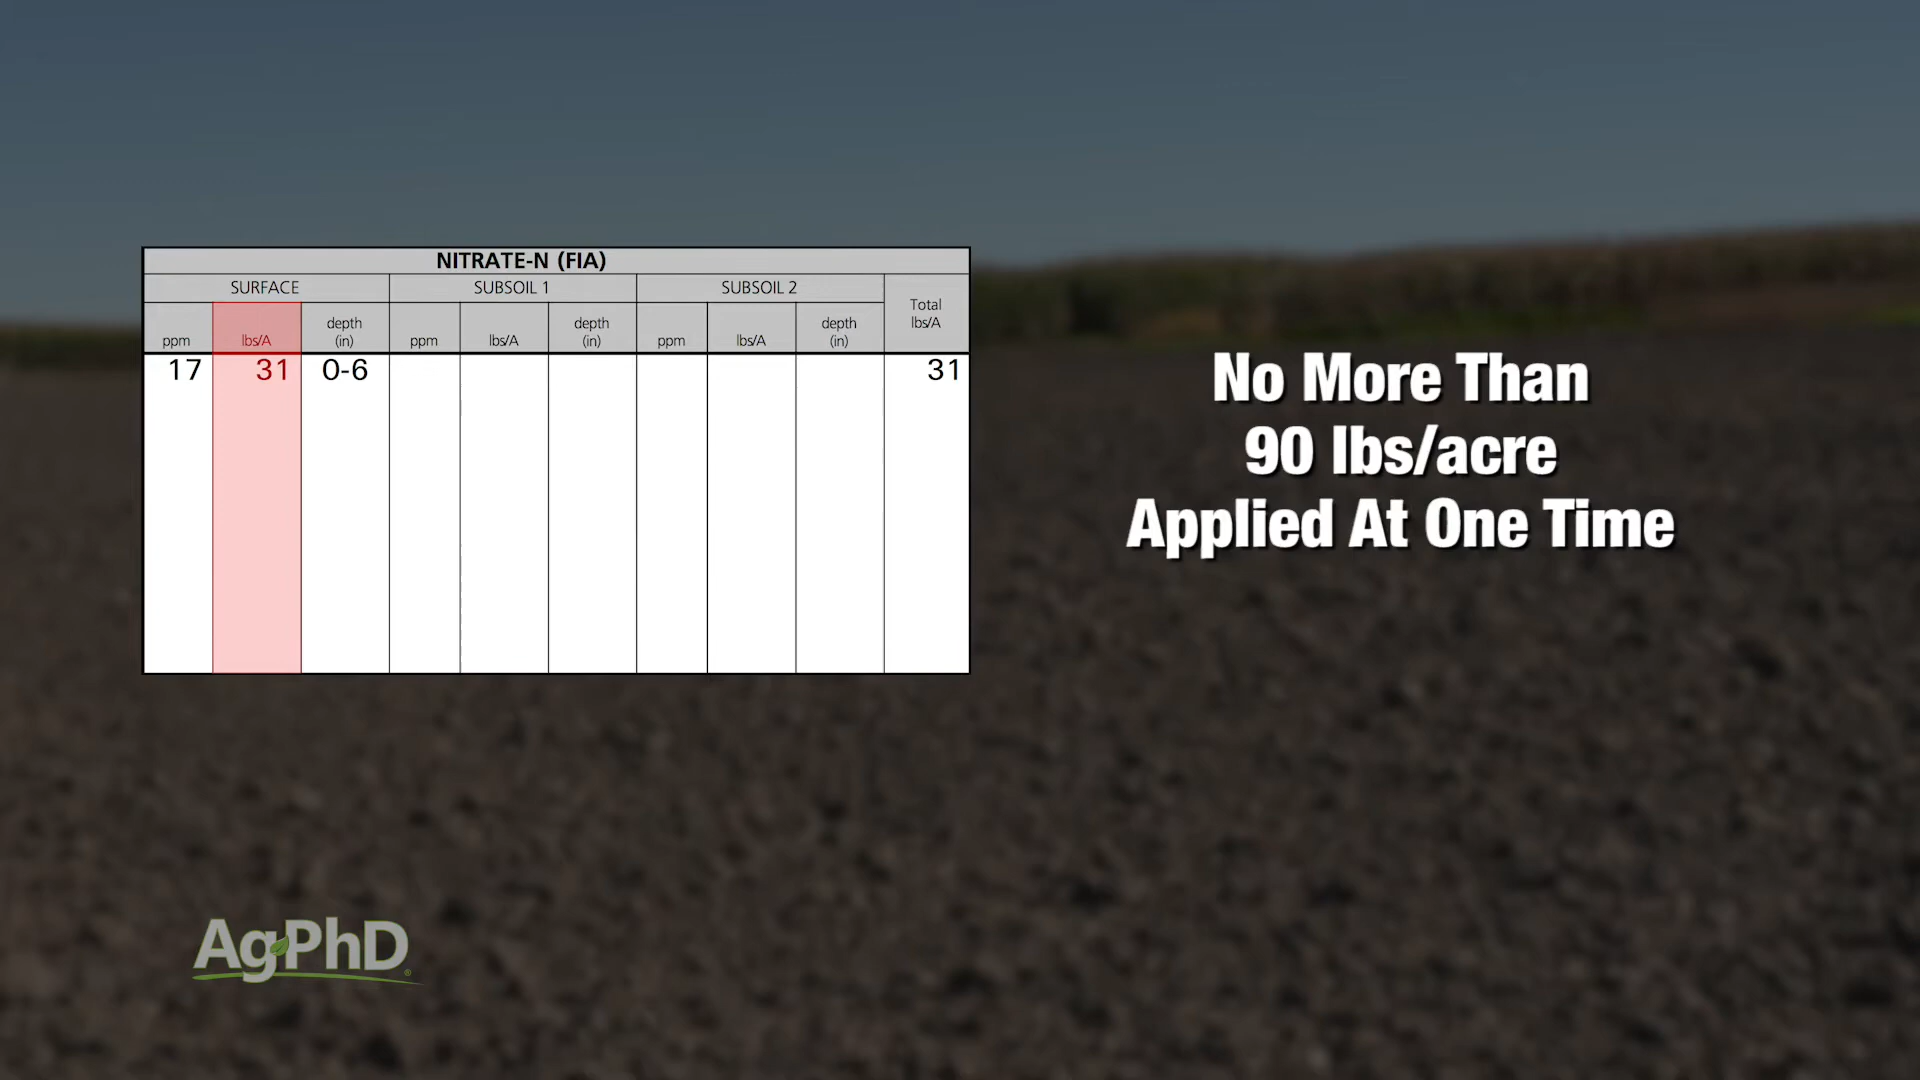 NITRATE-N (FIA)
SURFACE SUBSOIL 1 SUBSOIL 2 Total lbs/A
ppm lbs/A depth (in) ppm lbs/A depth (in) ppm lbs/A depth (in)
17 31 0-6 31
No More Than
90 lbs/acre
Applied At One Time
AgPhD®